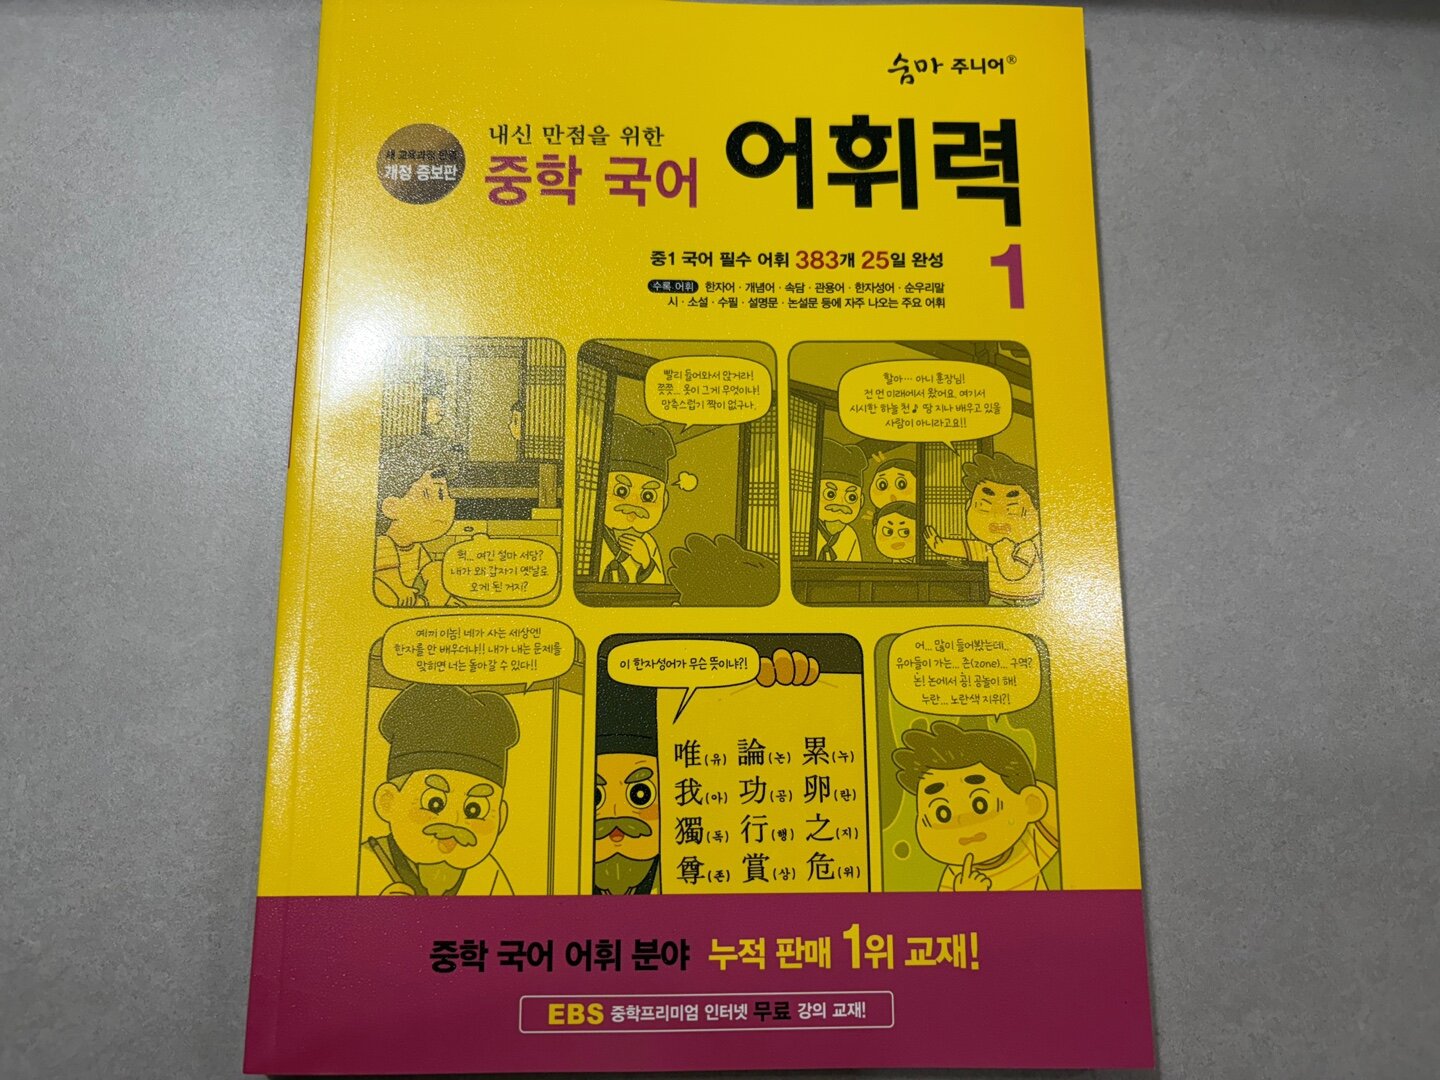 숨마 주니어®
새 교육과정 반영
개정 증보판
내신 만점을 위한
중학 국어 어휘력
1
중1 국어 필수 어휘 383개 25일 완성
수록 어휘 한자어 · 개념어 · 속담 · 관용어 · 한자성어 · 순우리말
시 · 소설 · 수필 · 설명문 · 논설문 등에 자주 나오는 주요 어휘
헉... 여긴 설마 서당?
내가 왜 갑자기 옛날로
오게 된 거지?
빨리 들어와서 앉거라!
쯧쯧... 옷이 그게 무엇이냐!
망측스럽기 짝이 없구나.
할아… 아니 훈장님!
전 먼 미래에서 왔어요. 여기서
시시한 하늘 천♪ 땅 지나 배우고 있을
사람이 아니라고요!!
예끼 이놈! 네가 사는 세상엔
한자를 안 배우더냐!! 내가 내는 문제를
맞히면 너는 돌아갈 수 있다!!
이 한자성어가 무슨 뜻이냐?!
唯(유) 論(논) 累(누)
我(아) 功(공) 卵(란)
獨(독) 行(행) 之(지)
尊(존) 賞(상) 危(위)
어... 많이 들어봤는데..
유아들이 가는... 존(zone)... 구역?
논! 논에서 공! 공놀이 해!
누란... 노란색 지위?!
중학 국어 어휘 분야 누적 판매 1위 교재!
EBS 중학프리미엄 인터넷 무료 강의 교재!